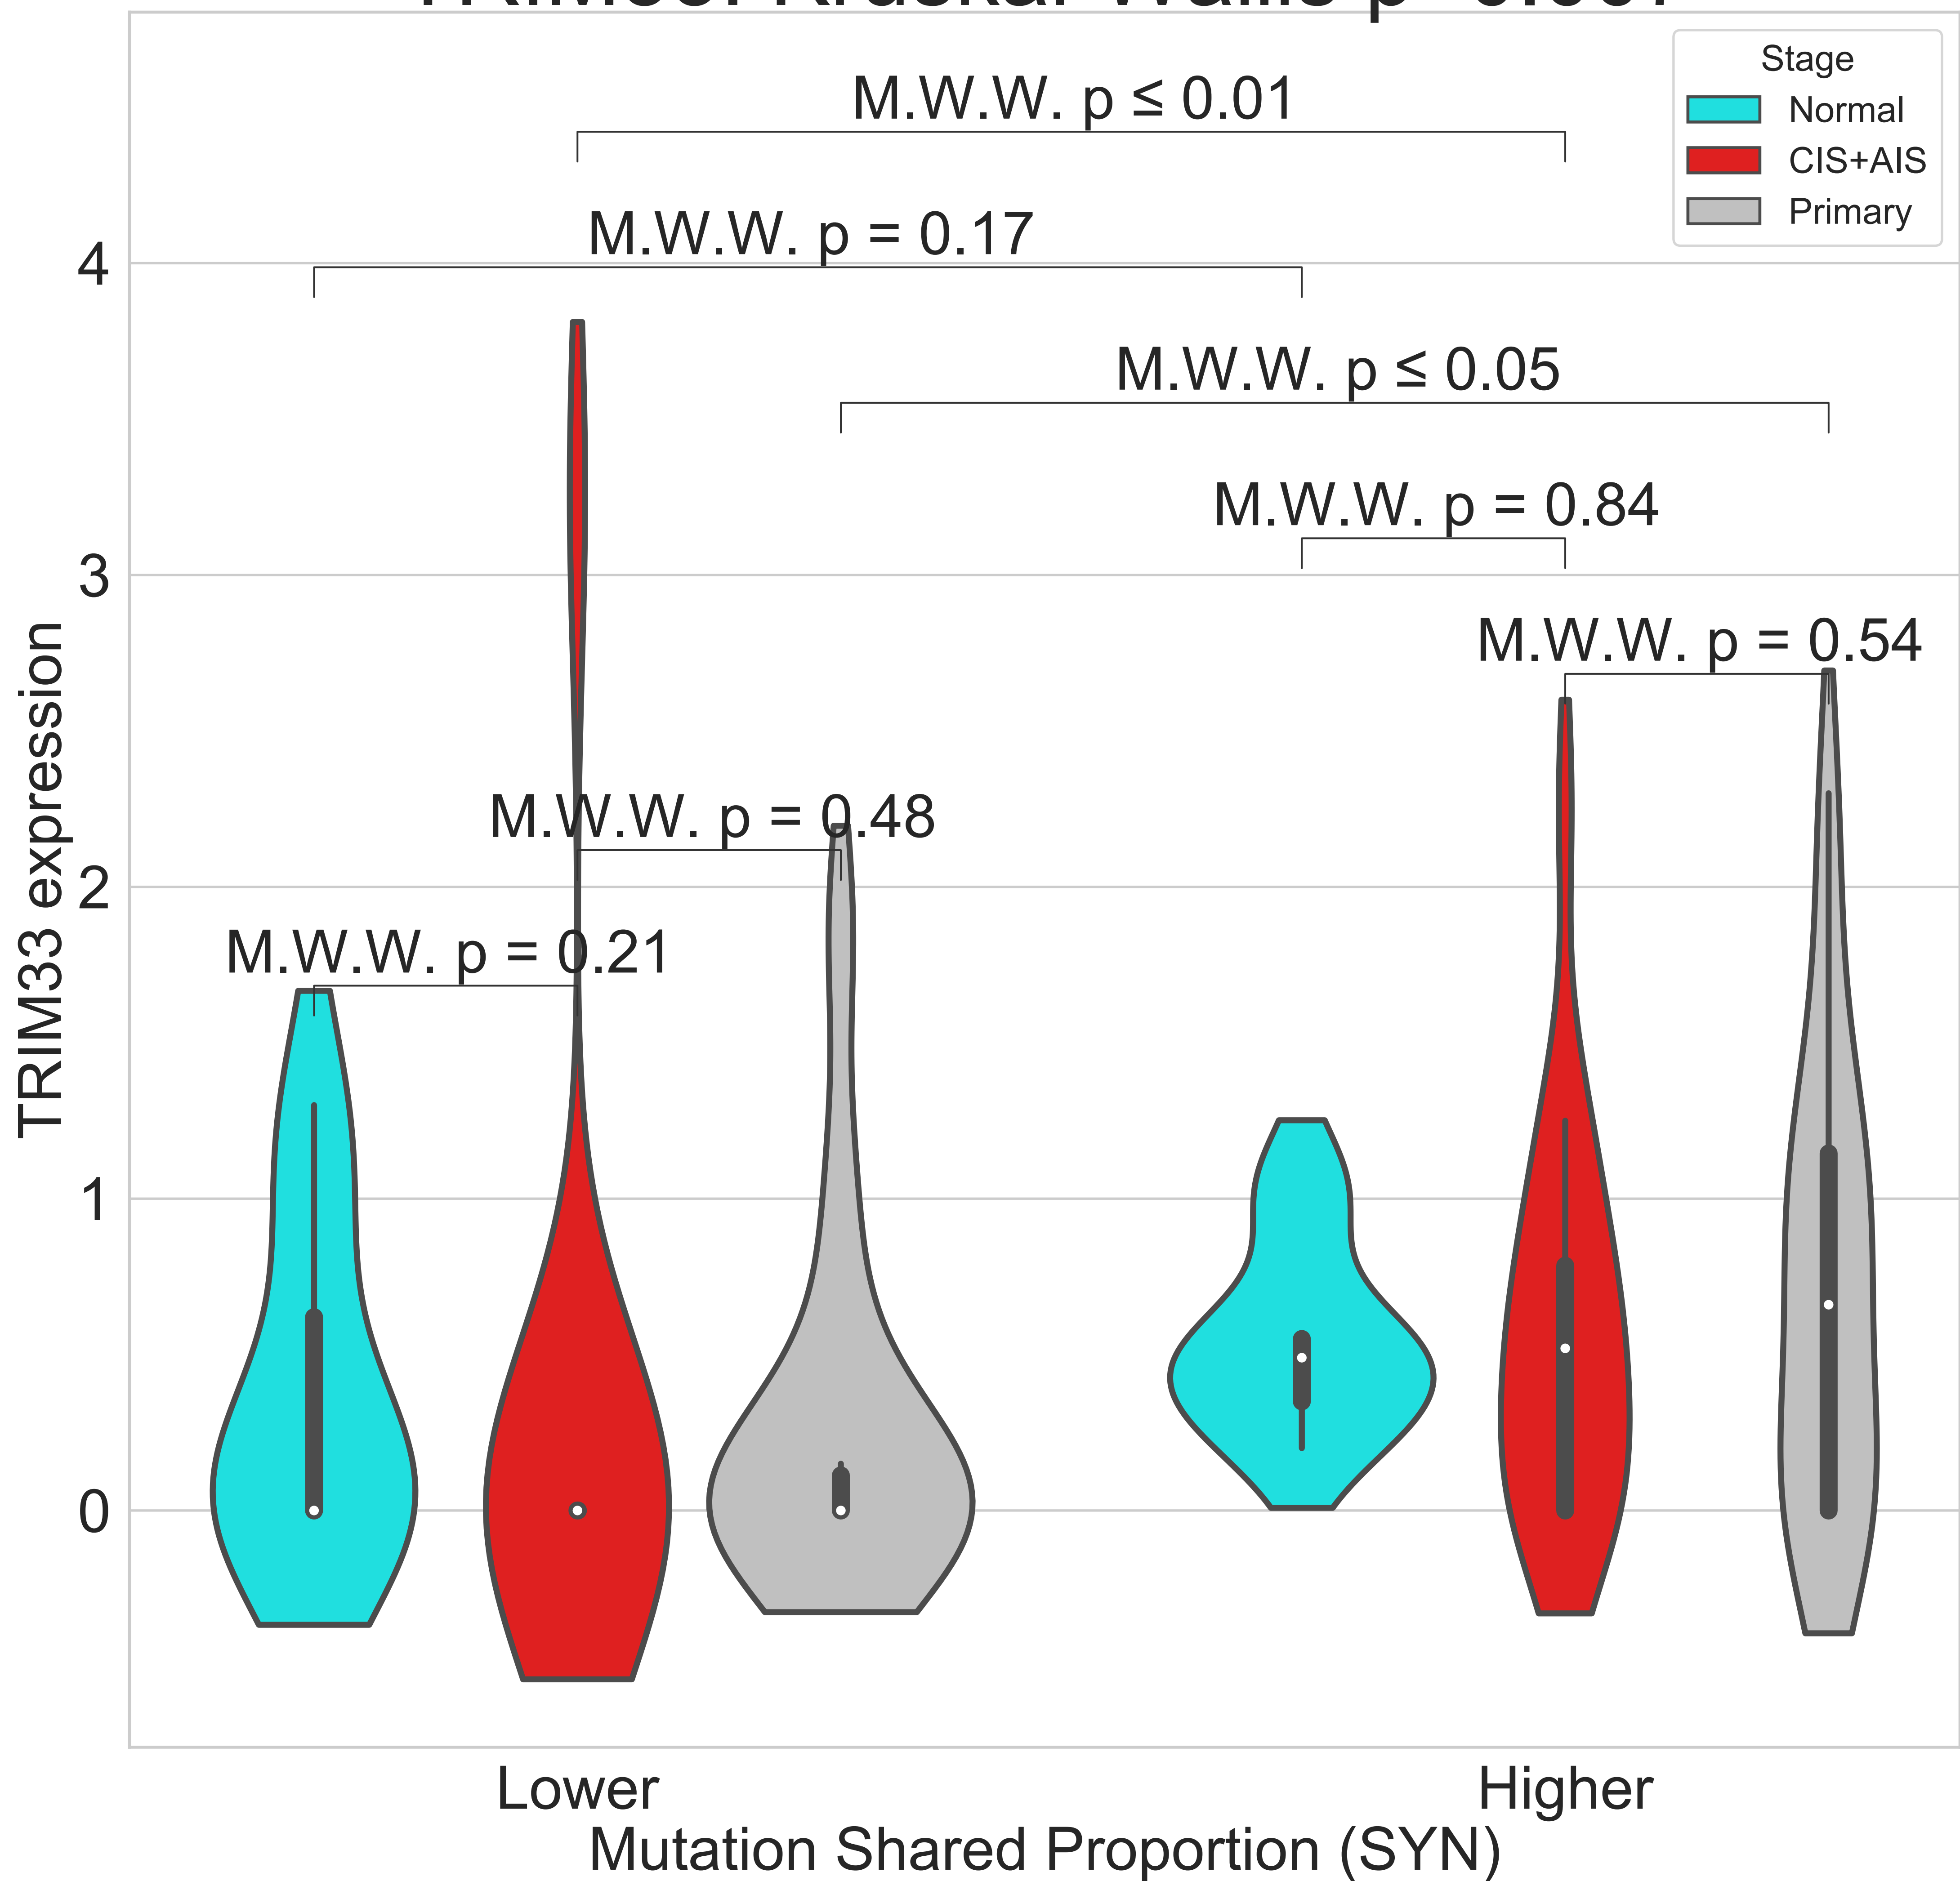 Stage
Normal
CIS+AIS
Primary
M.W.W. p ≤ 0.01
M.W.W. p = 0.17
M.W.W. p ≤ 0.05
M.W.W. p = 0.84
M.W.W. p = 0.54
M.W.W. p = 0.48
M.W.W. p = 0.21
4
3
2
1
0
TRIM33 expression
Lower
Higher
Mutation Shared Proportion (SYN)